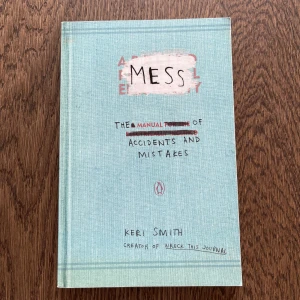 MESS
THE MANUAL OF
ACCIDENTS AND
MISTAKES
KERI SMITH
CREATOR OF WRECK THIS JOURNAL